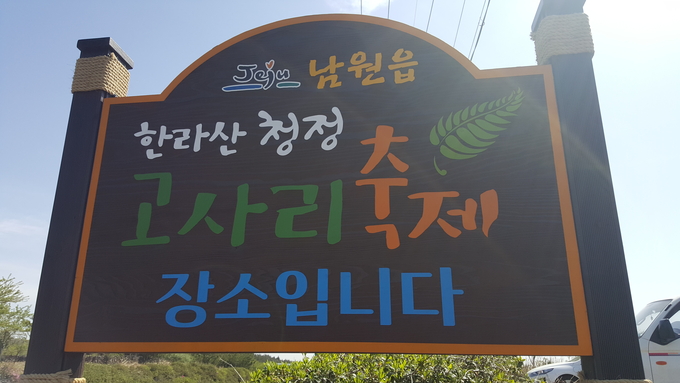 Jeju 남원읍
한라산 청정
고사리축제
장소입니다